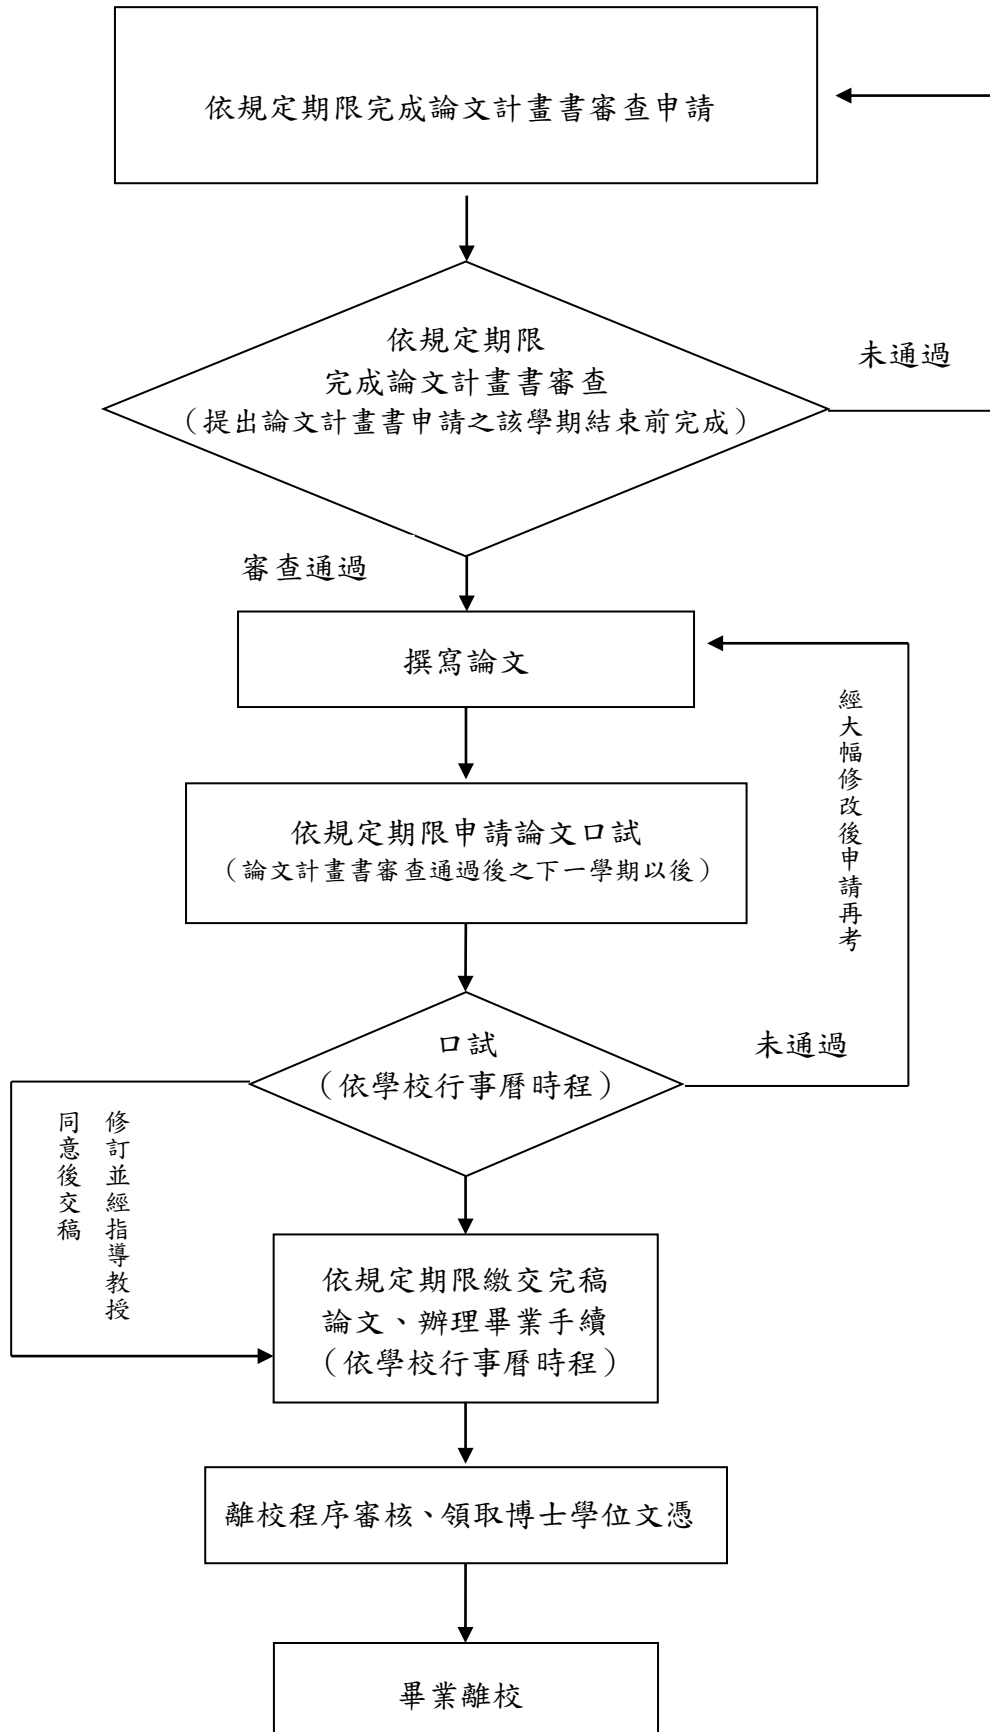 依規定期限完成論文計畫書審查申請
依規定期限
完成論文計畫書審查
（提出論文計畫書申請之該學期結束前完成）
未通過
審查通過
撰寫論文
經大幅修改後申請再考
依規定期限申請論文口試
（論文計畫書審查通過後之下一學期以後）
口試
（依學校行事曆時程）
未通過
修訂並經指導教授
同意後交稿
依規定期限繳交完稿
論文、辦理畢業手續
（依學校行事曆時程）
離校程序審核、領取博士學位文憑
畢業離校